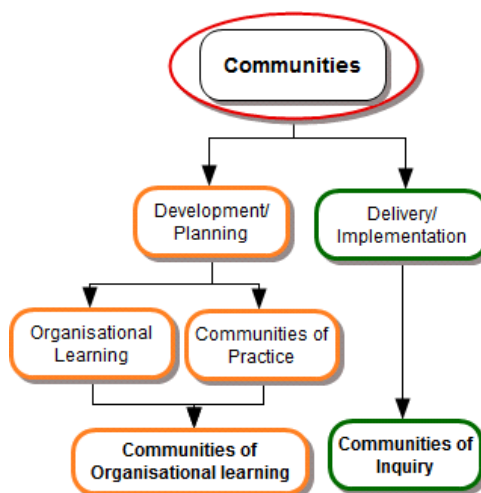 Communities
Development/
Planning
Delivery/
Implementation
Organisational
Learning
Communities of
Practice
Communities of
Organisational learning
Communities of
Inquiry